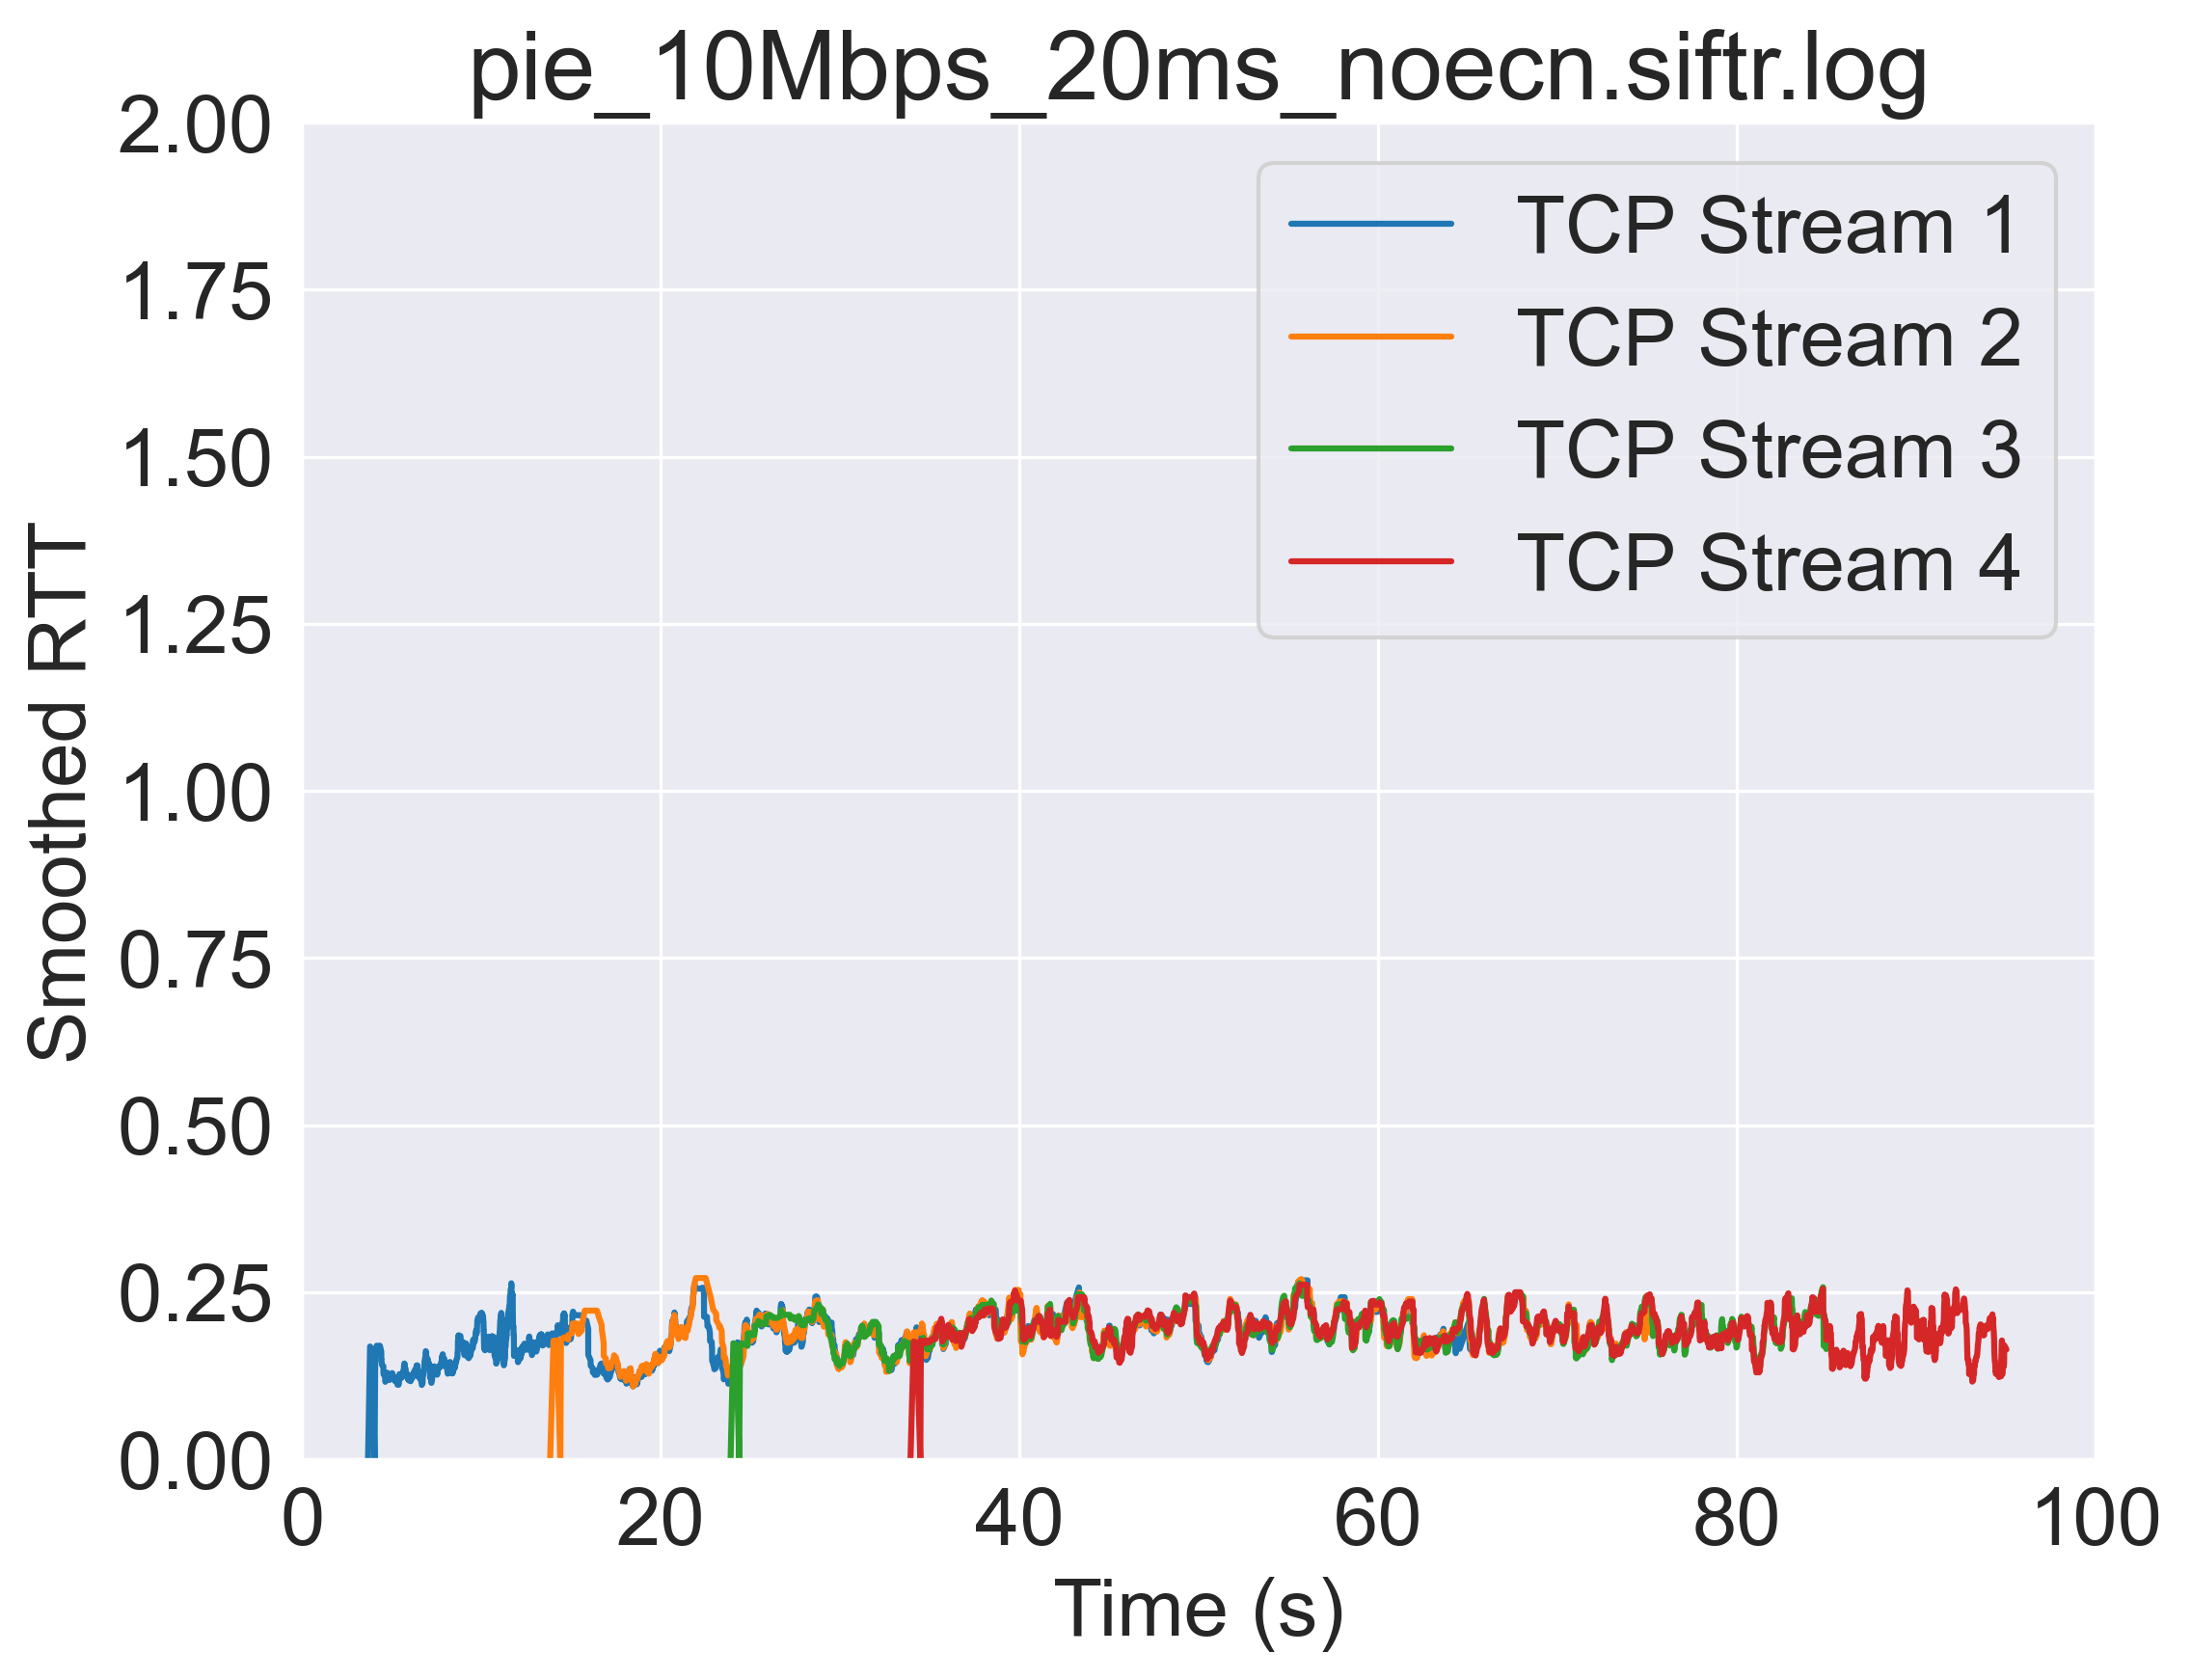 pie_10Mbps_20ms_noecn.siftr.log
2.00
1.75
1.50
1.25
1.00
0.75
0.50
0.25
0.00
Smoothed RTT
TCP Stream 1
TCP Stream 2
TCP Stream 3
TCP Stream 4
0 20 40 60 80 100
Time (s)